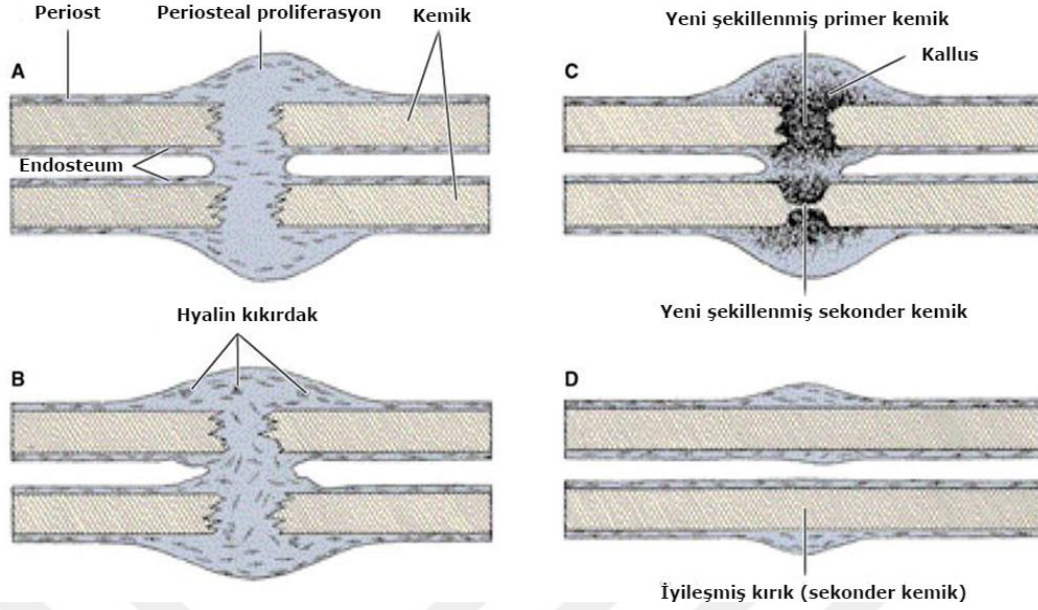 Periost Periosteal proliferasyon Kemik
A
Endosteum
Hyalin kıkırdak
B
Yeni şekillenmiş primer kemik
Kallus
C
Yeni şekillenmiş sekonder kemik
D
İyileşmiş kırık (sekonder kemik)